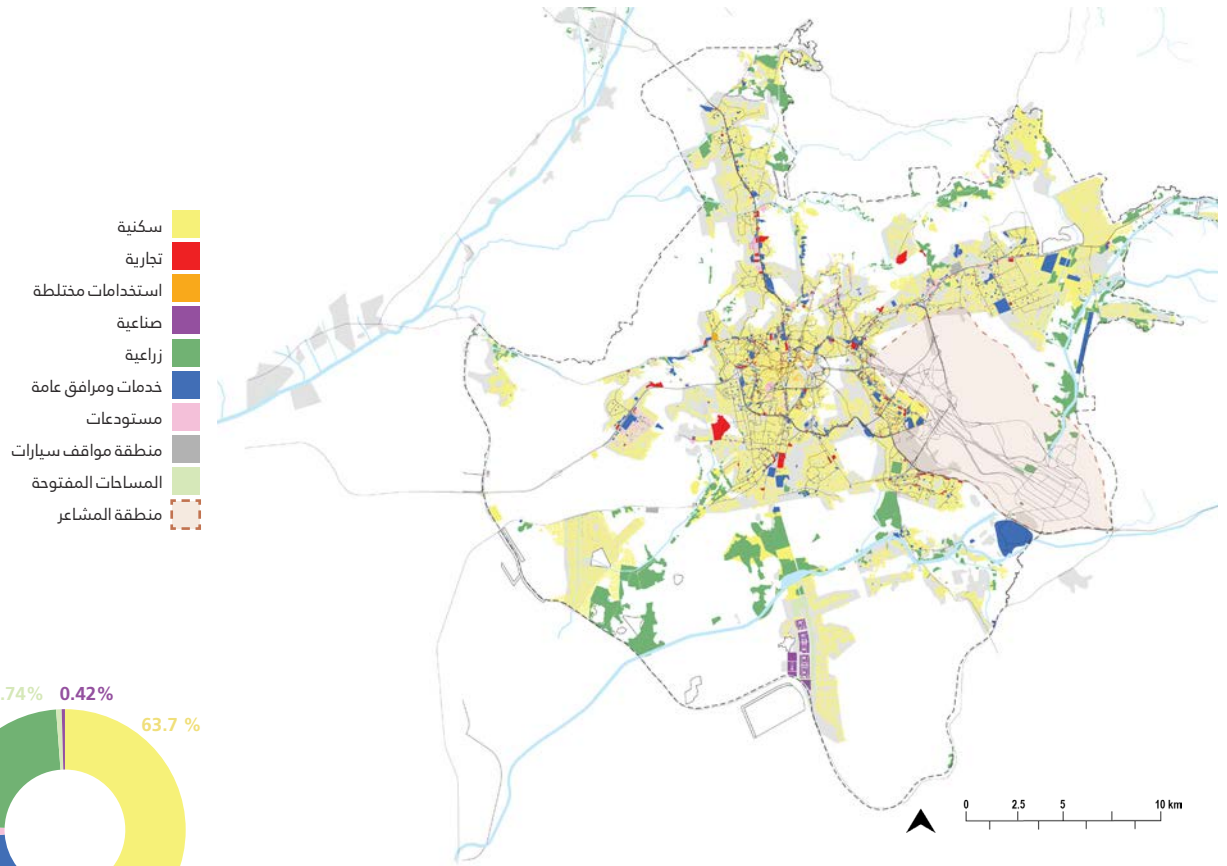 سكنية
تجارية
استخدامات مختلطة
صناعية
زراعية
خدمات ومرافق عامة
مستودعات
منطقة مواقف سيارات
المساحات المفتوحة
منطقة المشاعر
.74% 0.42%
63.7 %
0 2.5 5 10 km